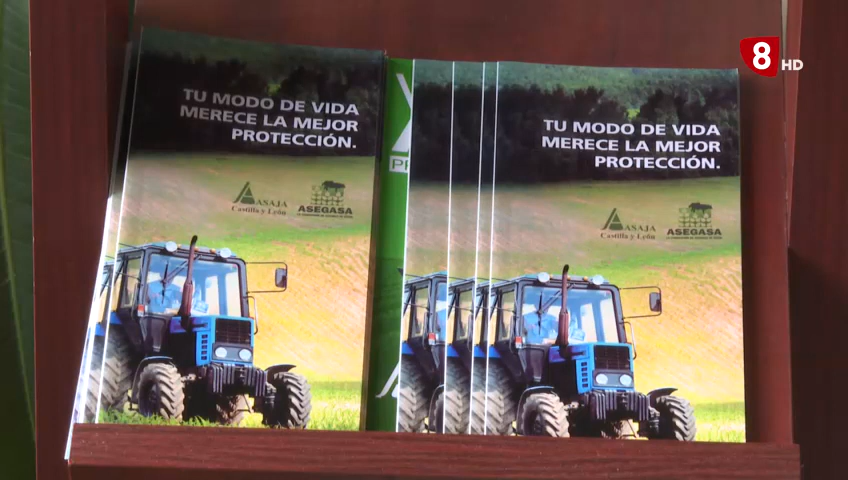 8 HD
TU MODO DE VIDA
MERECE LA MEJOR
PROTECCIÓN.
ASAJA
Castilla y León
ASEGASA
TU MODO DE VIDA
MERECE LA MEJOR
PROTECCIÓN.
ASAJA
Castilla y León
ASEGASA